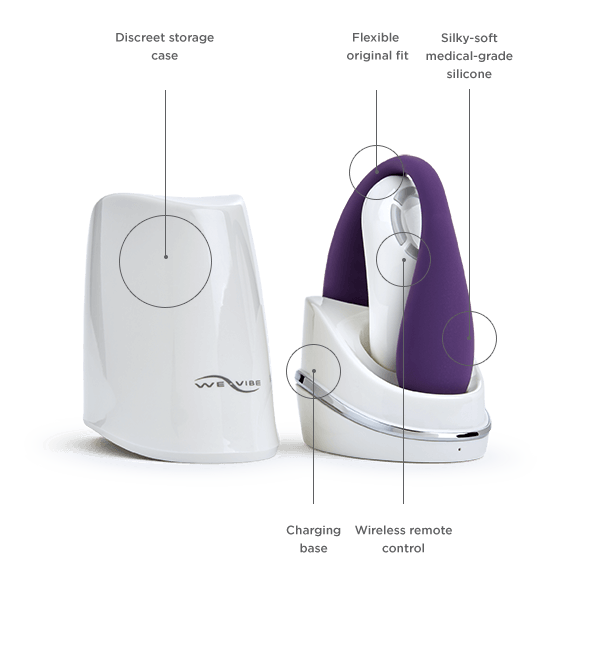 Discreet storage
case
Flexible
original fit
Silky-soft
medical-grade
silicone
WE-VIBE
Charging
base
Wireless remote
control